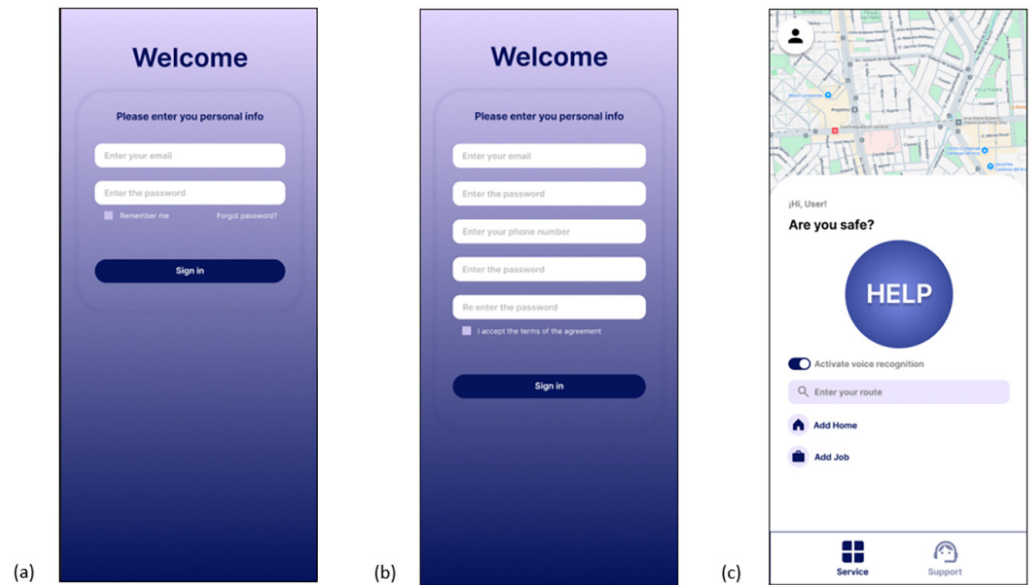 Welcome
Please enter you personal info
Enter your email
Enter the password
Remember me Forgot password?
Sign in
(a)
Welcome
Please enter you personal info
Enter your email
Enter the password
Enter your phone number
Enter the password
Re enter the password
I accept the terms of the agreement
Sign in
(b)
¡Hi, User!
Are you safe?
HELP
Activate voice recognition
Enter your route
Add Home
Add Job
Service Support
(c)